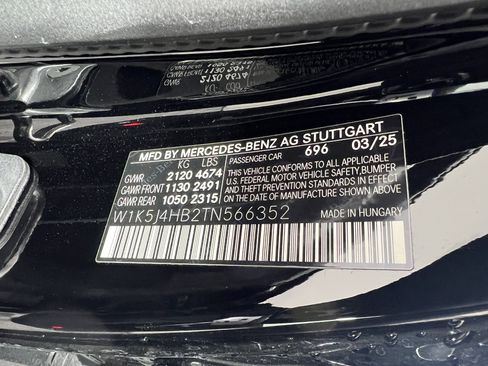 MFD BY MERCEDES-BENZ AG STUTTGART
KG LBS PASSENGER CAR 696 03/25
GVWR 2120 4674
GAWR FRONT 1130 2491
GAWR REAR 1050 2315
THIS VEHICLE CONFORMS TO ALL APPLICABLE
U.S. FEDERAL MOTOR VEHICLE SAFETY, BUMPER,
AND THEFT PREVENTION STANDARDS IN EFFECT ON
THE DATE OF MANUFACTURE SHOWN ABOVE.
W1K5J4HB2TN566352
MADE IN HUNGARY